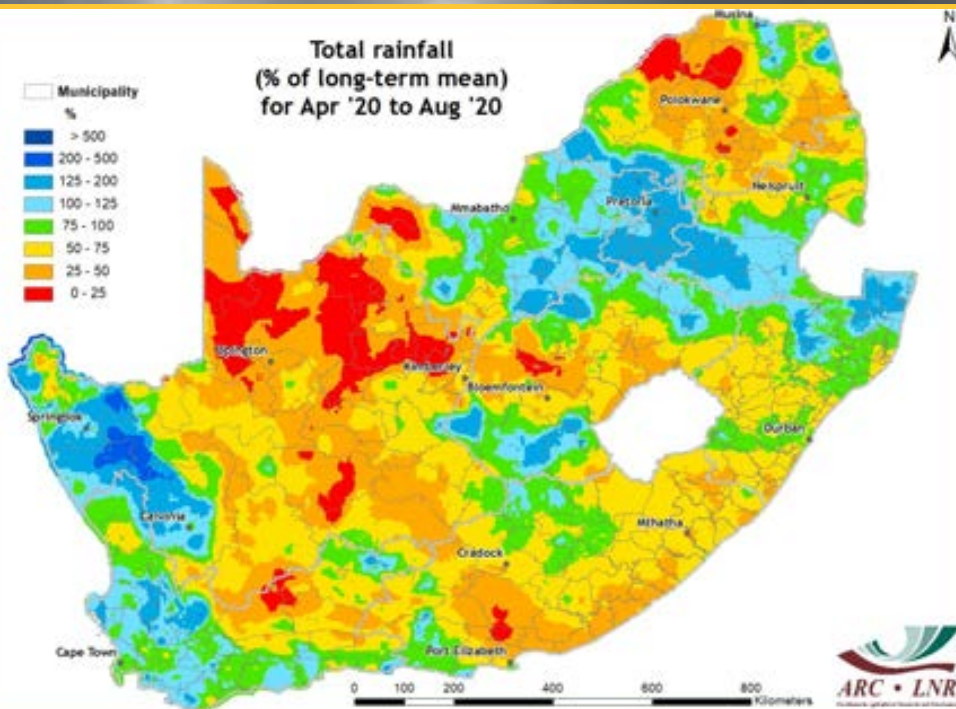 Total rainfall
(% of long-term mean)
for Apr '20 to Aug '20
N
Municipality
%
> 500
200 - 500
125 - 200
100 - 125
75 - 100
50 - 75
25 - 50
0 - 25
Musina
Polokwane
Nelspruit
Pretoria
Mmabatho
Upington
Kimberley
Bloemfontein
Springbok
Durban
Calvinia
Mthatha
Cradock
Cape Town
Port Elizabeth
0 100 200 400 600 800
Kilometers
ARC • LNR